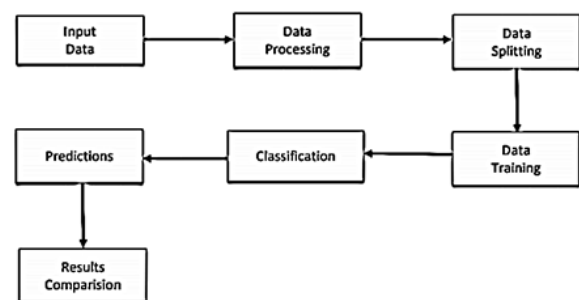 Input
Data
Data
Processing
Data
Splitting
Predictions
Classification
Data
Training
Results
Comparision